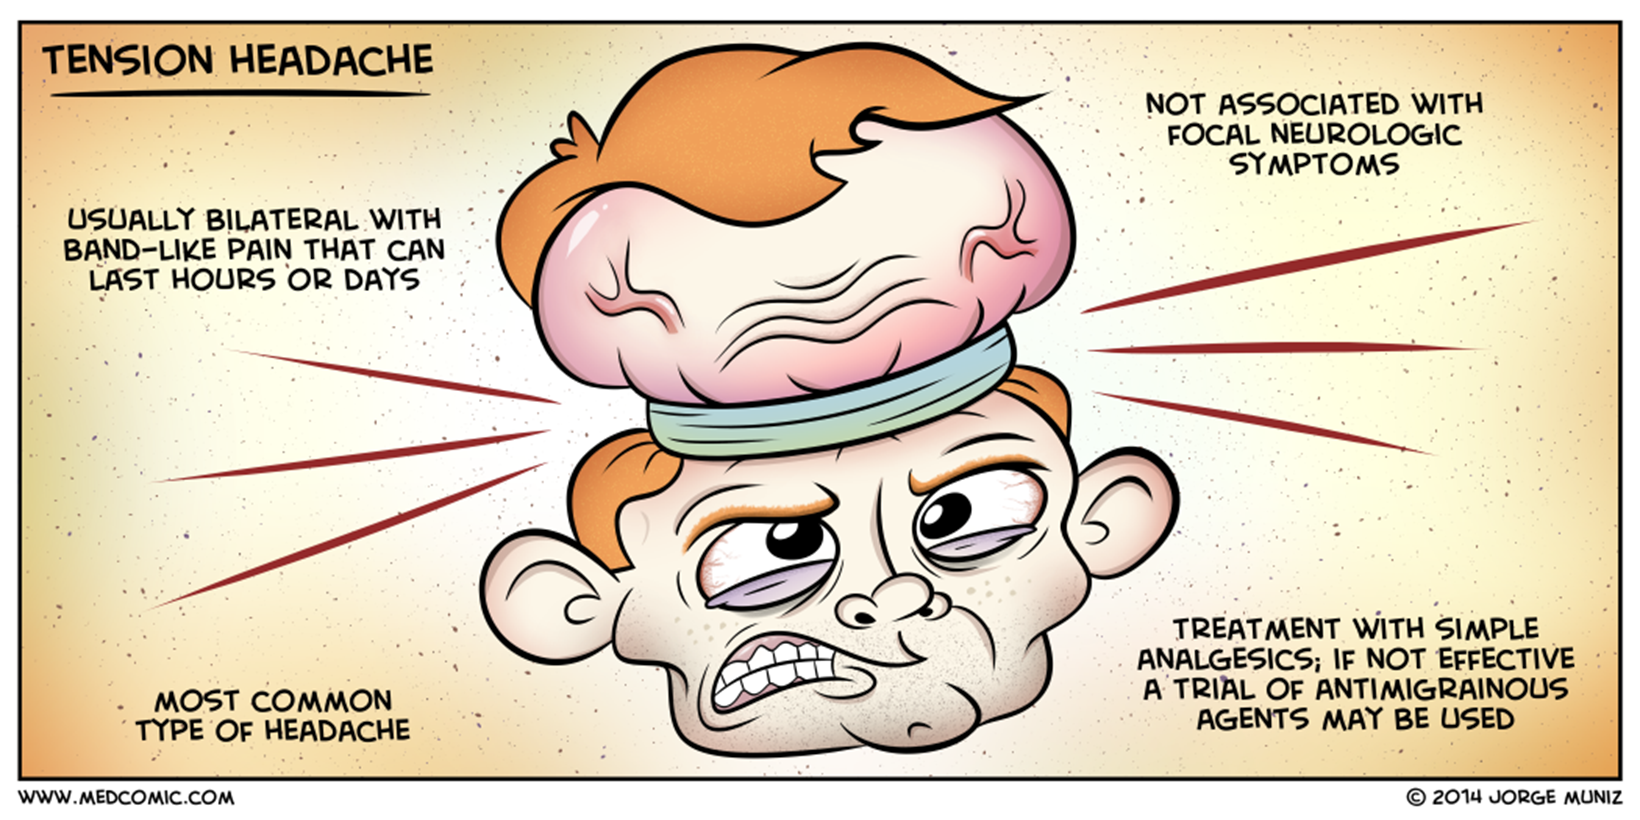 TENSION HEADACHE
USUALLY BILATERAL WITH
BAND-LIKE PAIN THAT CAN
LAST HOURS OR DAYS
MOST COMMON
TYPE OF HEADACHE
NOT ASSOCIATED WITH
FOCAL NEUROLOGIC
SYMPTOMS
TREATMENT WITH SIMPLE
ANALGESICS; IF NOT EFFECTIVE
A TRIAL OF ANTIMIGRAINOUS
AGENTS MAY BE USED
WWW.MEDCOMIC.COM
© 2014 JORGE MUNIZ